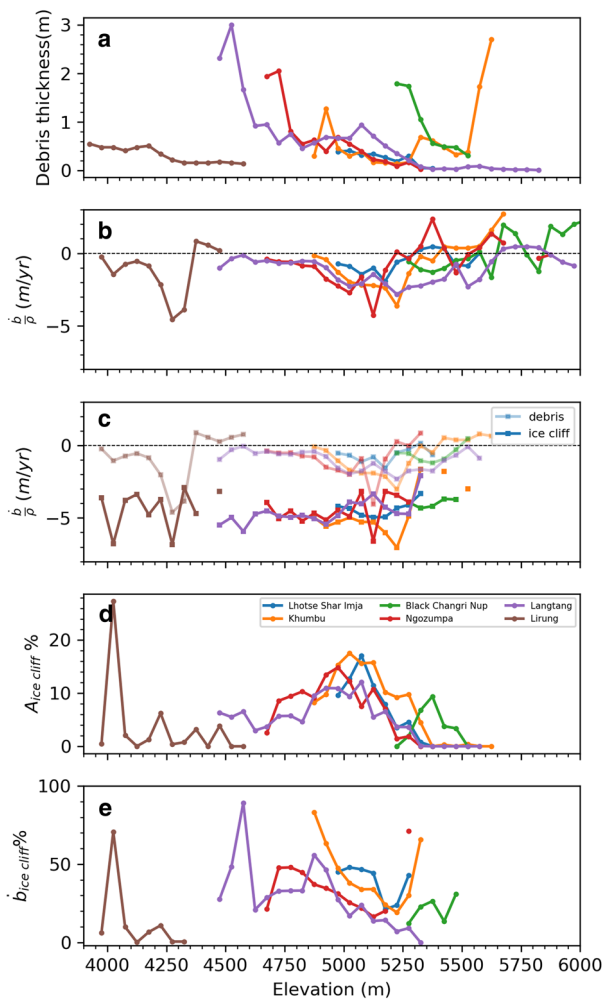 a
Debris thickness(m)
3
2
1
0
b
ḃ/ρ (m/yr)
0
−5
c
ḃ/ρ (m/yr)
0
−5
debris
ice cliff
d
A ice cliff %
20
10
0
Lhotse Shar Imja
Khumbu
Black Changri Nup
Ngozumpa
Langtang
Lirung
e
ḃ ice cliff%
100
50
0
4000 4250 4500 4750 5000 5250 5500 5750 6000
Elevation (m)